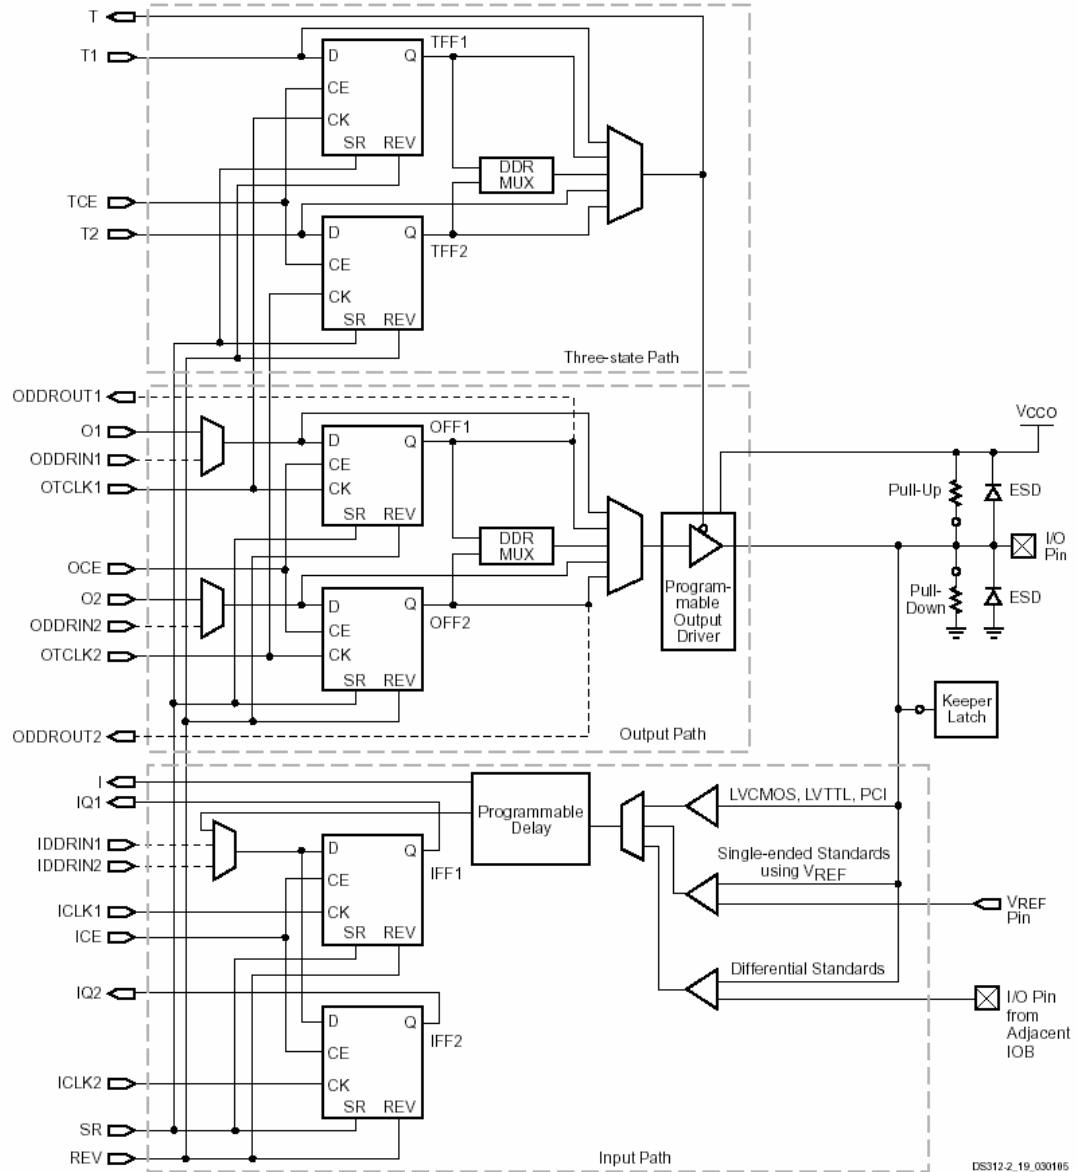 T
T1
TFF1
D
Q
CE
CK
SR REV
DDR
MUX
TCE
T2
D
Q
TFF2
CE
CK
SR REV
Three-state Path
ODDROUT1
O1
ODDRIN1
OTCLK1
D
Q
OFF1
CE
CK
SR REV
DDR
MUX
OCE
O2
ODDRIN2
OTCLK2
D
Q
OFF2
CE
CK
SR REV
ODDROUT2
Output Path
Program-
mable
Output
Driver
VCCO
Pull-Up
ESD
I/O
Pin
Pull-
Down
ESD
Keeper
Latch
I
IQ1
IDDRIN1
IDDRIN2
Programmable
Delay
LVCMOS, LVTTL, PCI
Single-ended Standards
using VREF
VREF
Pin
Differential Standards
I/O Pin
from
Adjacent
IOB
D
Q
IFF1
CE
CK
SR REV
ICLK1
ICE
IQ2
D
Q
IFF2
CE
CK
SR REV
ICLK2
SR
REV
Input Path
DS312-2_19_030105